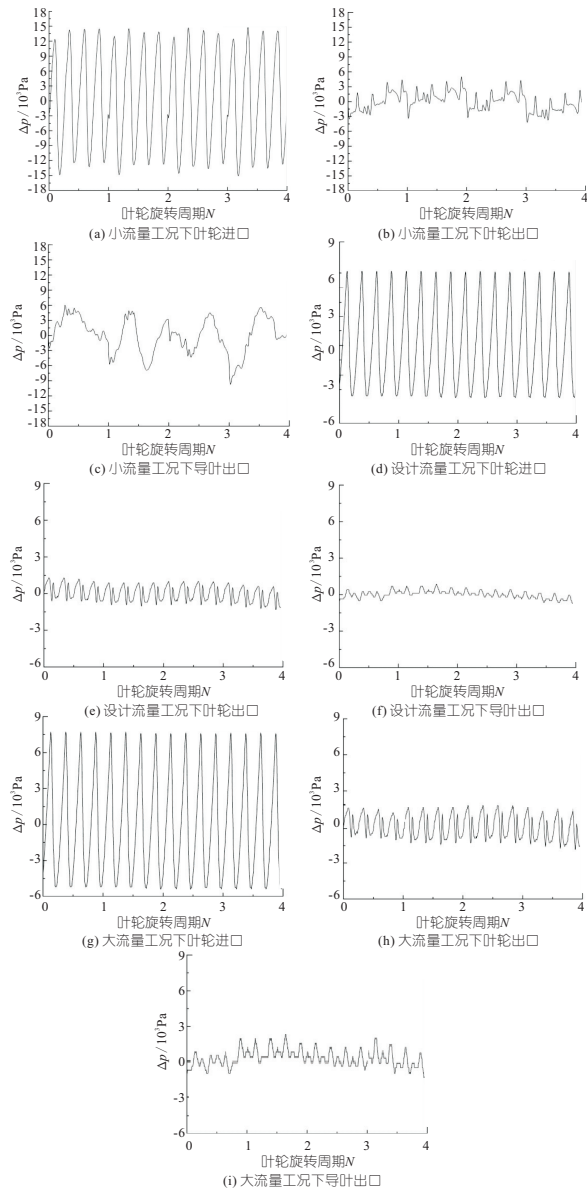 18
15
12
9
6
3
0
-3
-6
-9
-12
-15
18
Δp / 10³Pa
0 1 2 3 4
叶轮旋转周期N
(a) 小流量工况下叶轮进口
18
15
12
9
6
3
0
-3
-6
-9
-12
-15
18
Δp / 10³Pa
0 1 2 3 4
叶轮旋转周期N
(b) 小流量工况下叶轮出口
18
15
12
9
6
3
0
-3
-6
-9
-12
-15
18
Δp / 10³Pa
0 1 2 3 4
叶轮旋转周期N
(c) 小流量工况下导叶出口
9
6
3
0
-3
-6
Δp / 10³Pa
0 1 2 3 4
叶轮旋转周期N
(d) 设计流量工况下叶轮进口
9
6
3
0
-3
-6
Δp / 10³Pa
0 1 2 3 4
叶轮旋转周期N
(e) 设计流量工况下叶轮出口
9
6
3
0
-3
-6
Δp / 10³Pa
0 1 2 3 4
叶轮旋转周期N
(f) 设计流量工况下导叶出口
9
6
3
0
-3
-6
Δp / 10³Pa
0 1 2 3 4
叶轮旋转周期N
(g) 大流量工况下叶轮进口
9
6
3
0
-3
-6
Δp / 10³Pa
0 1 2 3 4
叶轮旋转周期N
(h) 大流量工况下叶轮出口
9
6
3
0
-3
-6
Δp / 10³Pa
0 1 2 3 4
叶轮旋转周期N
(i) 大流量工况下导叶出口